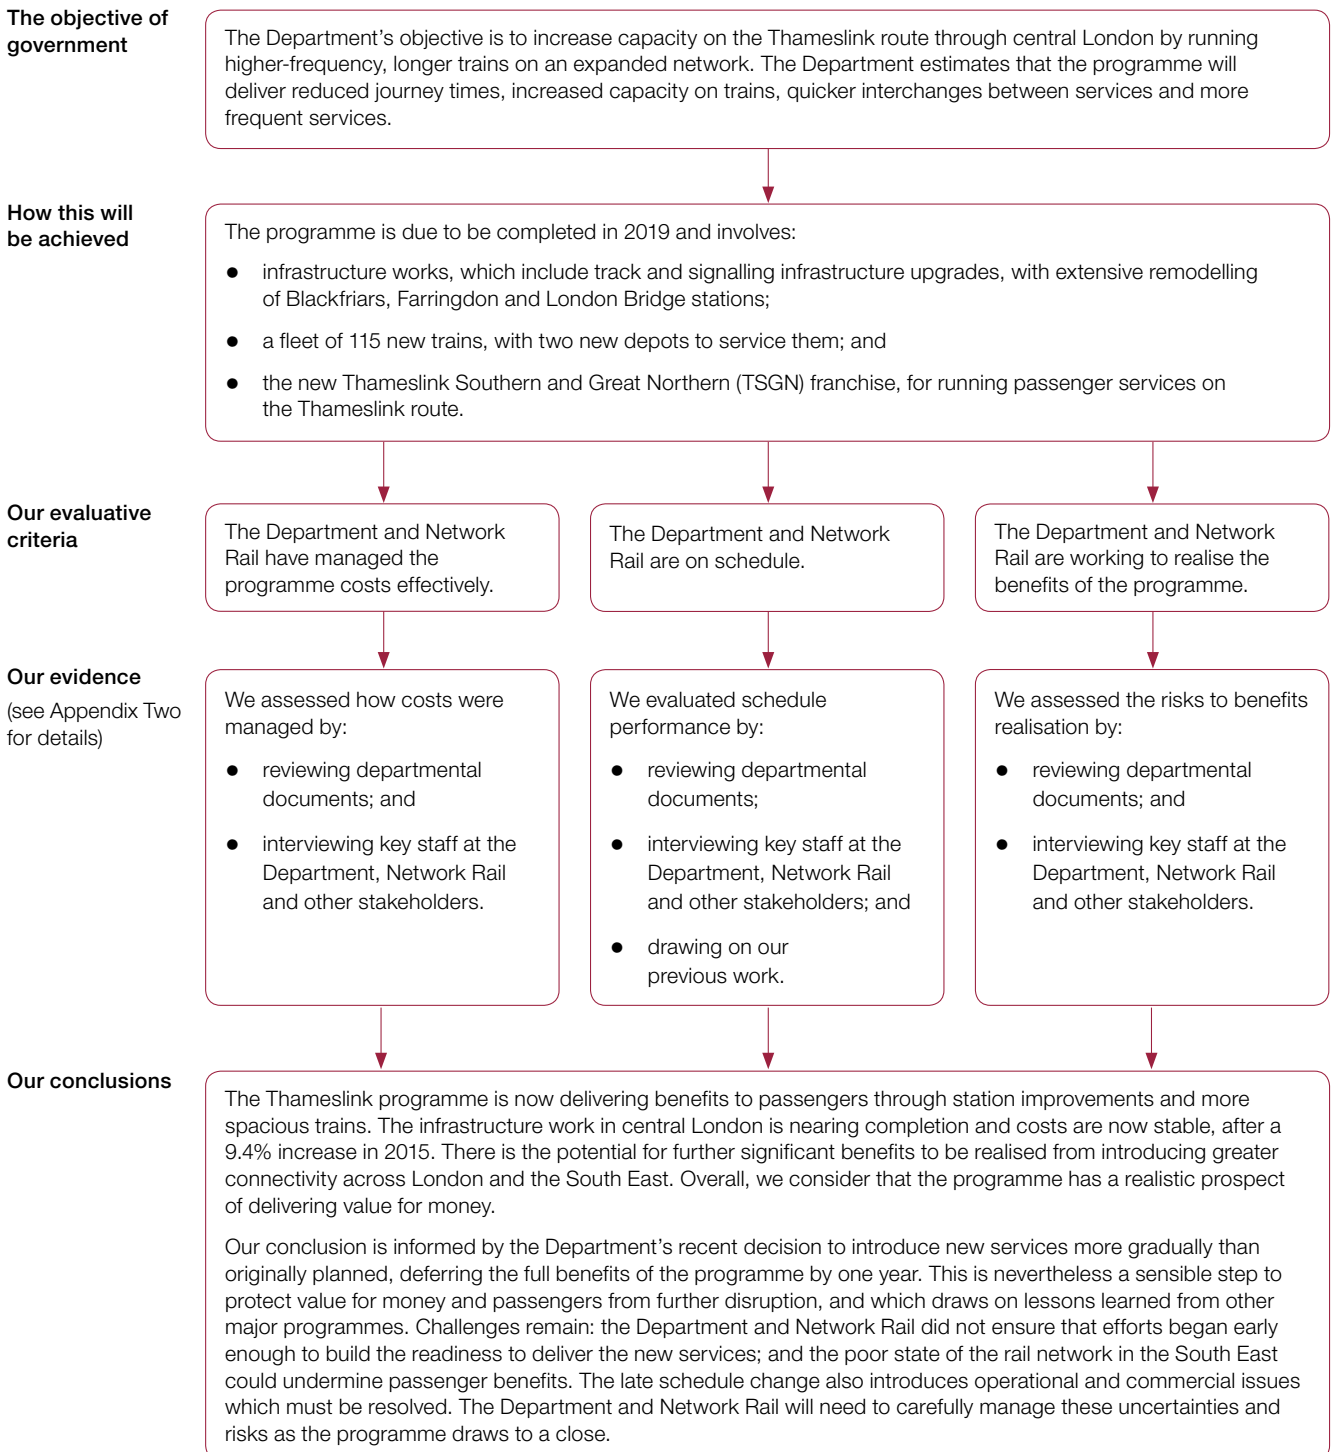 The objective of
government
The Department’s objective is to increase capacity on the Thameslink route through central London by running
higher-frequency, longer trains on an expanded network. The Department estimates that the programme will
deliver reduced journey times, increased capacity on trains, quicker interchanges between services and more
frequent services.
How this will
be achieved
The programme is due to be completed in 2019 and involves:
● infrastructure works, which include track and signalling infrastructure upgrades, with extensive remodelling
of Blackfriars, Farringdon and London Bridge stations;
● a fleet of 115 new trains, with two new depots to service them; and
● the new Thameslink Southern and Great Northern (TSGN) franchise, for running passenger services on
the Thameslink route.
Our evaluative
criteria
The Department and Network
Rail have managed the
programme costs effectively.
The Department and Network
Rail are on schedule.
The Department and Network
Rail are working to realise the
benefits of the programme.
Our evidence
(see Appendix Two
for details)
We assessed how costs were
managed by:
● reviewing departmental
documents; and
● interviewing key staff at the
Department, Network Rail
and other stakeholders.
We evaluated schedule
performance by:
● reviewing departmental
documents;
● interviewing key staff at the
Department, Network Rail
and other stakeholders; and
● drawing on our
previous work.
We assessed the risks to benefits
realisation by:
● reviewing departmental
documents; and
● interviewing key staff at the
Department, Network Rail
and other stakeholders.
Our conclusions
The Thameslink programme is now delivering benefits to passengers through station improvements and more
spacious trains. The infrastructure work in central London is nearing completion and costs are now stable, after a
9.4% increase in 2015. There is the potential for further significant benefits to be realised from introducing greater
connectivity across London and the South East. Overall, we consider that the programme has a realistic prospect
of delivering value for money.
Our conclusion is informed by the Department’s recent decision to introduce new services more gradually than
originally planned, deferring the full benefits of the programme by one year. This is nevertheless a sensible step to
protect value for money and passengers from further disruption, and which draws on lessons learned from other
major programmes. Challenges remain: the Department and Network Rail did not ensure that efforts began early
enough to build the readiness to deliver the new services; and the poor state of the rail network in the South East
could undermine passenger benefits. The late schedule change also introduces operational and commercial issues
which must be resolved. The Department and Network Rail will need to carefully manage these uncertainties and
risks as the programme draws to a close.